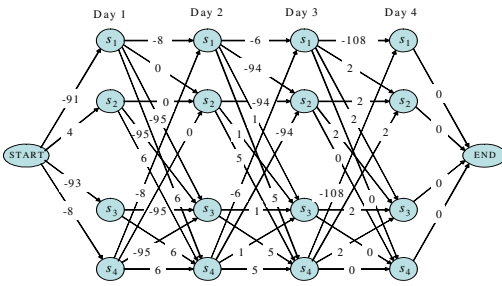 Day 1 Day 2 Day 3 Day 4
s1 -8 s1 -6 s1 -108 s1
0 -94 2
-91 -95 1 2
s2 0 s2 -94 s2 2 s2 0
4 -95 0 1 -94 2 2 0
START 6 5 0 END
-93 -8 6 -6 5 -108 0 0
s3 -95 s3 1 s3 2 s3 0
-8 6 5 0
-95 1 2
s4 6 s4 5 s4 0 s4